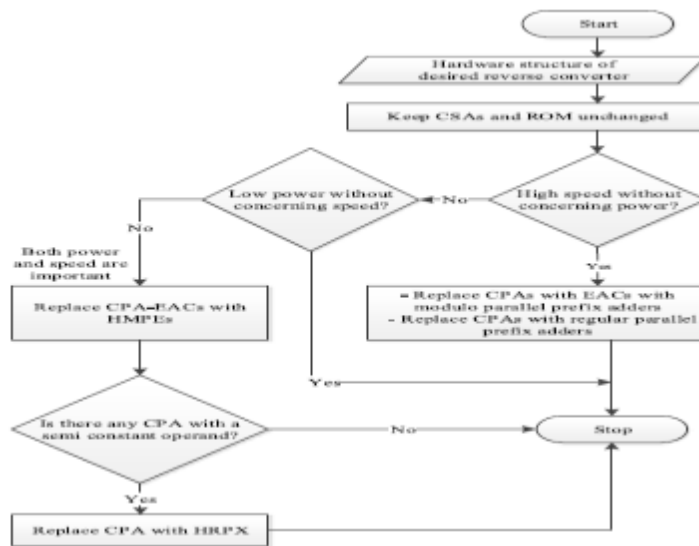 Start
Hardware structure of
desired reverse converter
Keep CSAs and ROM unchanged
High speed without
concerning power?
No
Low power without
concerning speed?
Yes
- Replace CPAs with EACs with
modulo parallel prefix adders
- Replace CPAs with regular parallel
prefix adders
No
Both power
and speed are
important
Replace CPA-EACs with
HMPEs
Yes
Is there any CPA with a
semi constant operand?
No
Stop
Yes
Replace CPA with HRPX